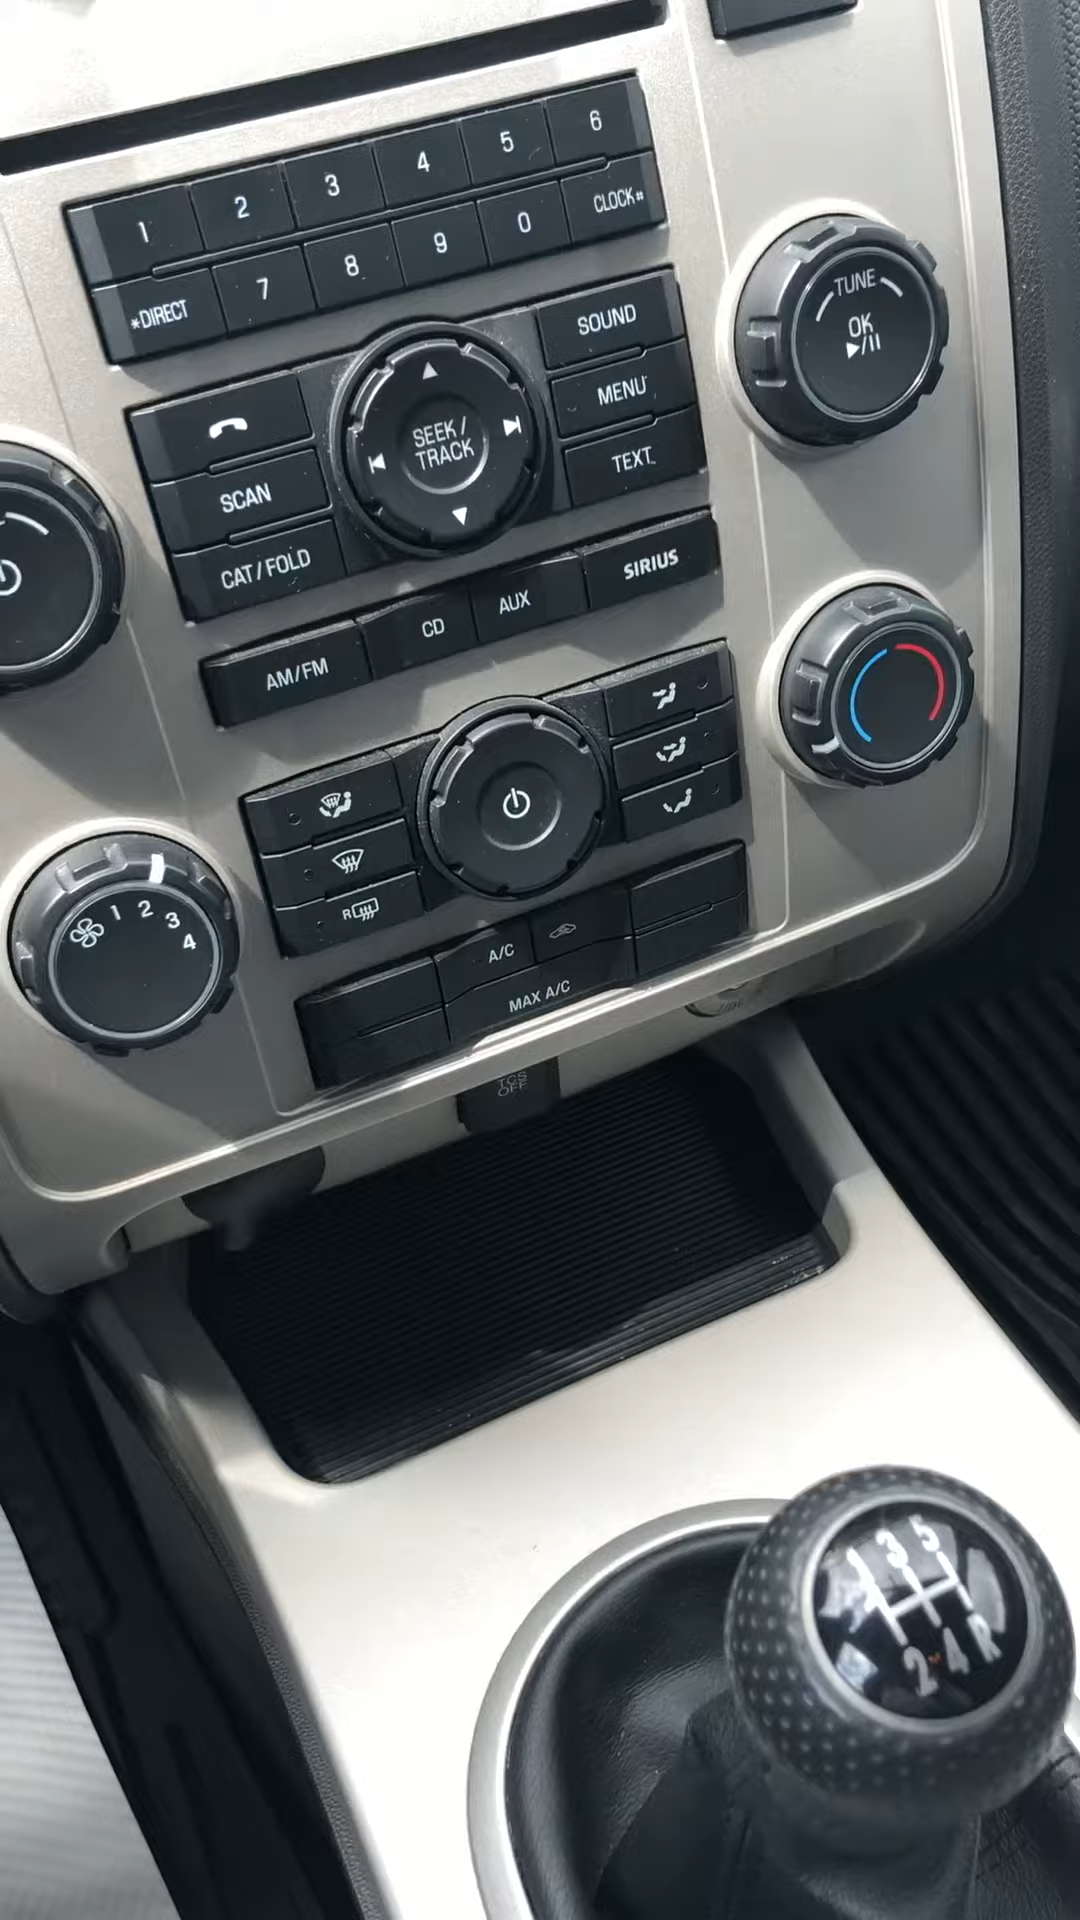 1 2 3 4 5 6
*DIRECT 7 8 9 0 CLOCK#
SOUND
MENU
TEXT
SEEK/
TRACK
SCAN
CAT/FOLD
AM/FM CD AUX SIRIUS
TUNE
OK
▶/II
R
A/C
MAX A/C
1 2 3 4
TCS
OFF
1 3 5
2 4 R